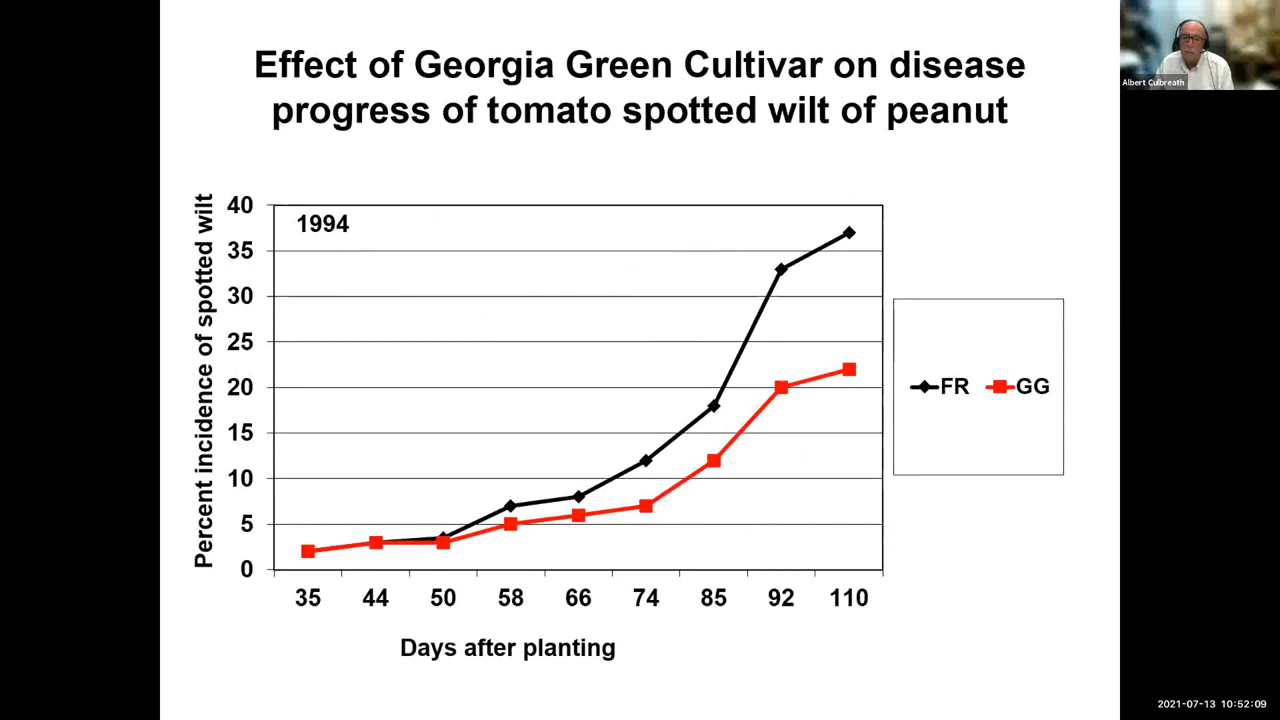 Effect of Georgia Green Cultivar on disease
progress of tomato spotted wilt of peanut
Albert Culbreath
Percent incidence of spotted wilt
40
35
30
25
20
15
10
5
0
1994
FR GG
35 44 50 58 66 74 85 92 110
Days after planting
2021-07-13 10:52:09